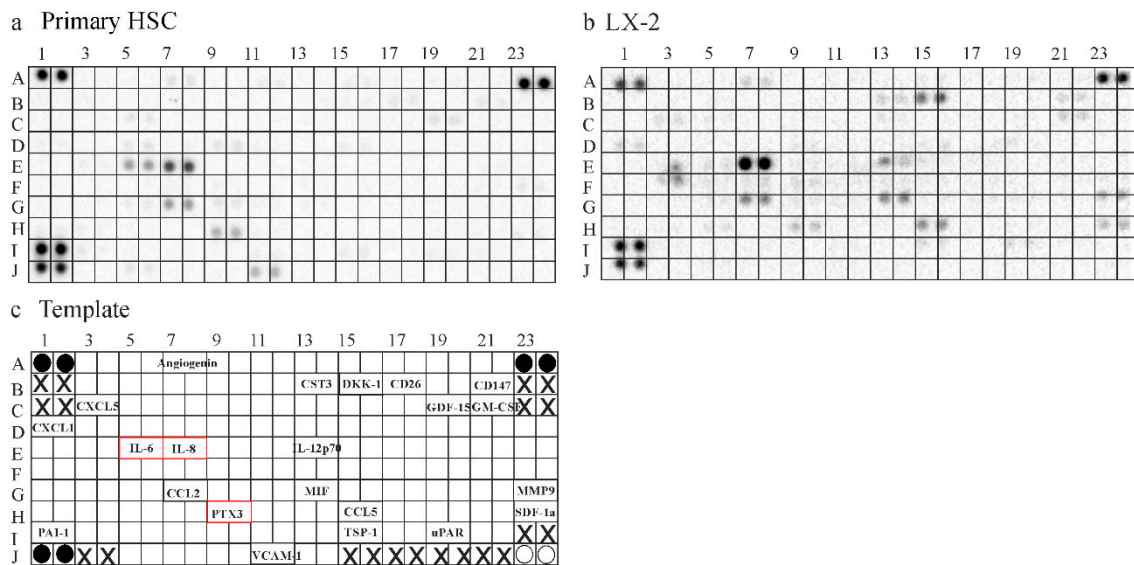 a Primary HSC
1 3 5 7 9 11 13 15 17 19 21 23
A
B
C
D
E
F
G
H
I
J
b LX-2
1 3 5 7 9 11 13 15 17 19 21 23
A
B
C
D
E
F
G
H
I
J
c Template
1 3 5 7 9 11 13 15 17 19 21 23
A Angiogenin
B X X CST3 DKK-1 CD26 CD147 X X
C X X CXCL5 GDF-15 GM-CSF X X
D CXCL1
E IL-6 IL-8 IL-12p70
F
G CCL2 MIF MMP9
H PTX3 CCL5 SDF-1a
I PAI-1 TSP-1 uPAR X X
J X X VCAM-1 X X X X X X X X